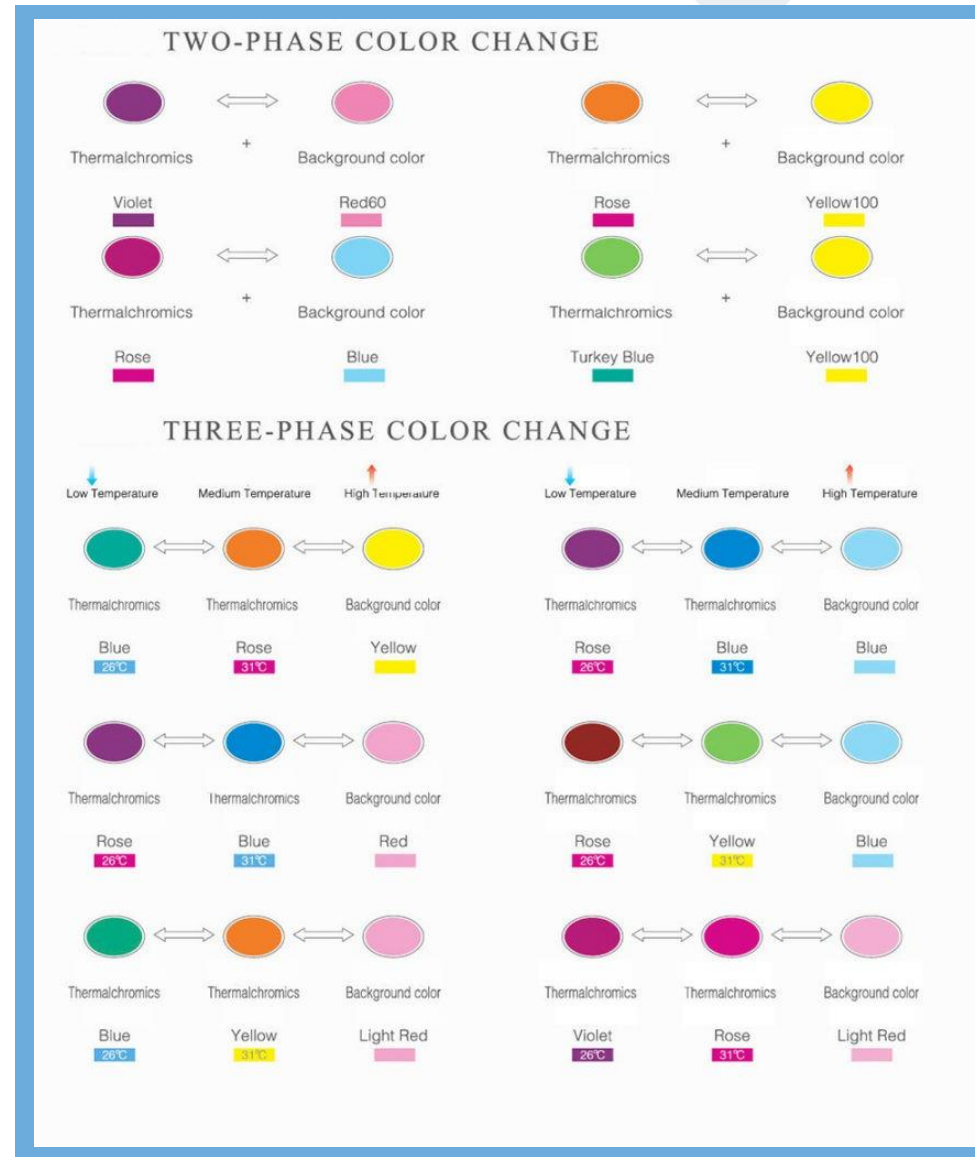 TWO-PHASE COLOR CHANGE
Thermalchromics + Background color Thermalchromics + Background color
Violet Red60 Rose Yellow100
Thermalchromics + Background color Thermalchromics + Background color
Rose Blue Turkey Blue Yellow100
THREE-PHASE COLOR CHANGE
Low Temperature Medium Temperature High Temperature Low Temperature Medium Temperature High Temperature
Thermalchromics Thermalchromics Background color Thermalchromics Thermalchromics Background color
Blue Rose Yellow Rose Blue Blue
26℃ 31℃ 26℃ 31℃
Thermalchromics Thermalchromics Background color Thermalchromics Thermalchromics Background color
Rose Blue Red Rose Yellow Blue
26℃ 31℃ 26℃ 31℃
Thermalchromics Thermalchromics Background color Thermalchromics Thermalchromics Background color
Blue Yellow Light Red Violet Rose Light Red
26℃ 31℃ 26℃ 31℃